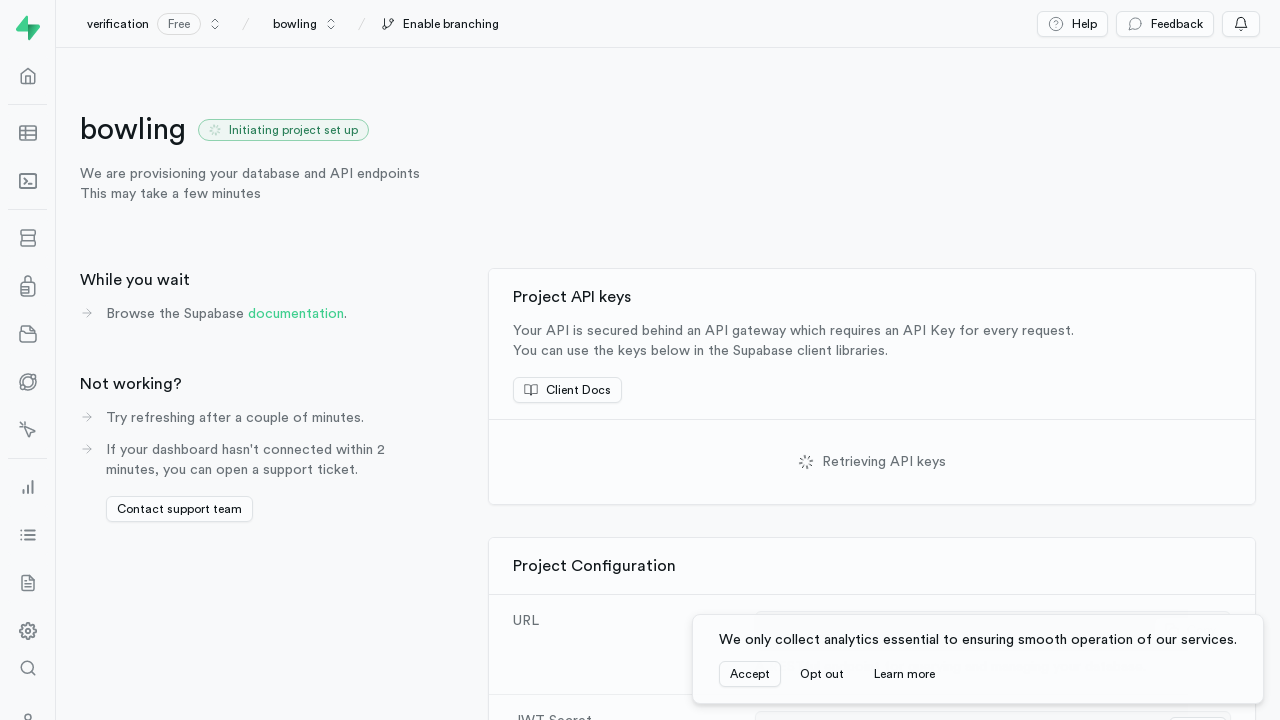 verification Free / bowling / Enable branching
Help Feedback
bowling Initiating project set up
We are provisioning your database and API endpoints
This may take a few minutes
While you wait
Browse the Supabase documentation.
Not working?
Try refreshing after a couple of minutes.
If your dashboard hasn't connected within 2
minutes, you can open a support ticket.
Contact support team
Project API keys
Your API is secured behind an API gateway which requires an API Key for every request.
You can use the keys below in the Supabase client libraries.
Client Docs
Retrieving API keys
Project Configuration
URL
JWT Secret
We only collect analytics essential to ensuring smooth operation of our services.
Accept Opt out Learn more